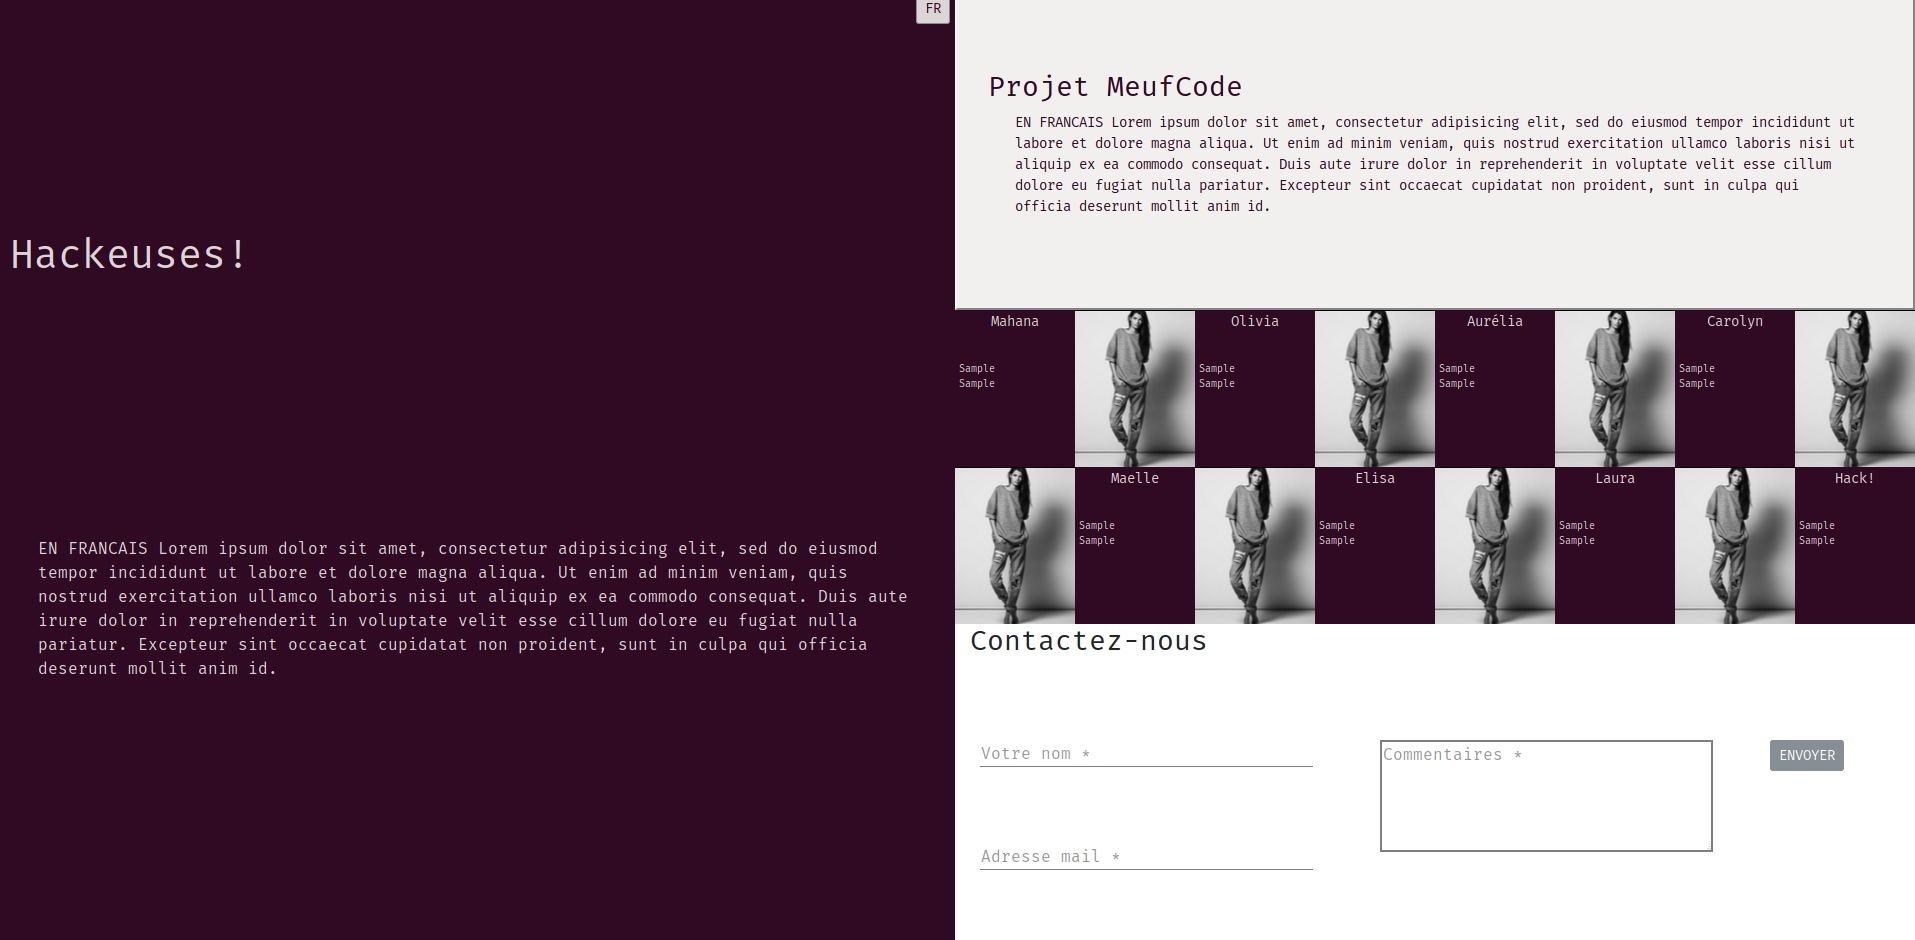 FR
Hackeuses!
EN FRANCAIS Lorem ipsum dolor sit amet, consectetur adipisicing elit, sed do eiusmod
tempor incididunt ut labore et dolore magna aliqua. Ut enim ad minim veniam, quis
nostrud exercitation ullamco laboris nisi ut aliquip ex ea commodo consequat. Duis aute
irure dolor in reprehenderit in voluptate velit esse cillum dolore eu fugiat nulla
pariatur. Excepteur sint occaecat cupidatat non proident, sunt in culpa qui officia
deserunt mollit anim id.
Projet MeufCode
EN FRANCAIS Lorem ipsum dolor sit amet, consectetur adipisicing elit, sed do eiusmod tempor incididunt ut
labore et dolore magna aliqua. Ut enim ad minim veniam, quis nostrud exercitation ullamco laboris nisi ut
aliquip ex ea commodo consequat. Duis aute irure dolor in reprehenderit in voluptate velit esse cillum
dolore eu fugiat nulla pariatur. Excepteur sint occaecat cupidatat non proident, sunt in culpa qui
officia deserunt mollit anim id.
Mahana
Sample
Sample
Olivia
Sample
Sample
Aurélia
Sample
Sample
Carolyn
Sample
Sample
Maelle
Sample
Sample
Elisa
Sample
Sample
Laura
Sample
Sample
Hack!
Sample
Sample
Contactez-nous
Votre nom *
Adresse mail *
Commentaires *
ENVOYER